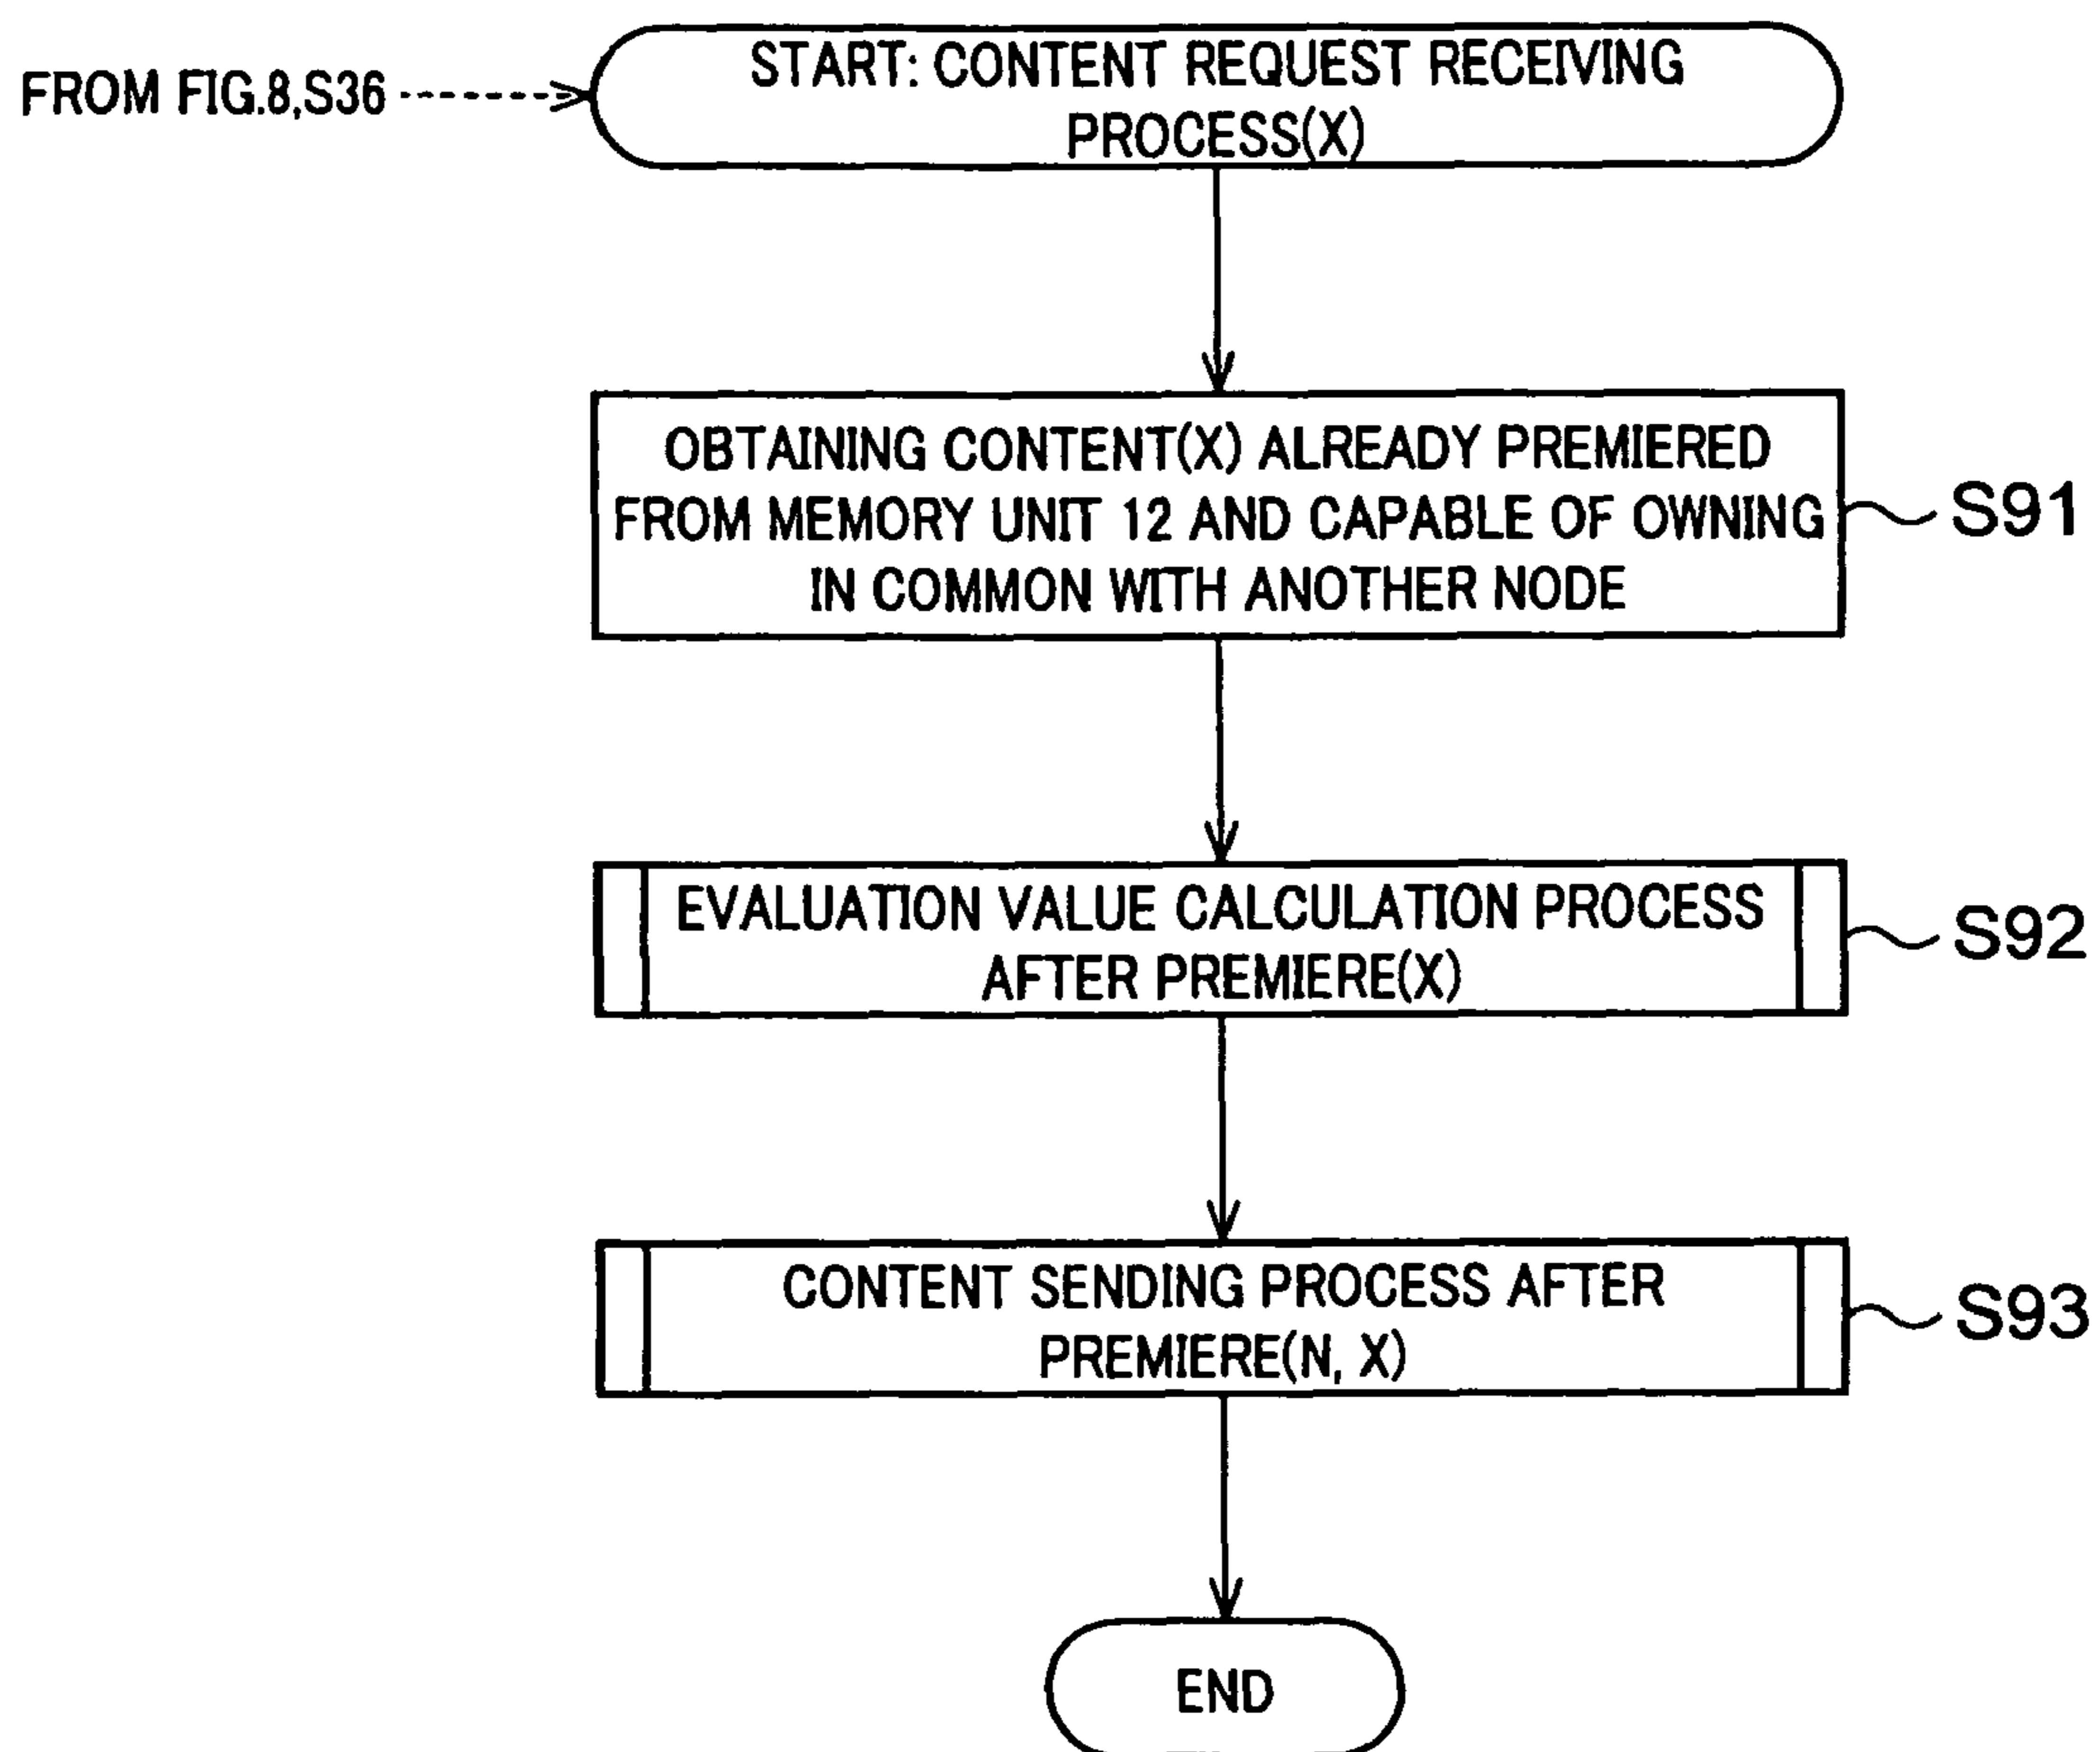 FROM FIG.8,S36
START: CONTENT REQUEST RECEIVING
PROCESS(X)
OBTAINING CONTENT(X) ALREADY PREMIERED
FROM MEMORY UNIT 12 AND CAPABLE OF OWNING
IN COMMON WITH ANOTHER NODE
S91
EVALUATION VALUE CALCULATION PROCESS
AFTER PREMIERE(X)
S92
CONTENT SENDING PROCESS AFTER
PREMIERE(N, X)
S93
END